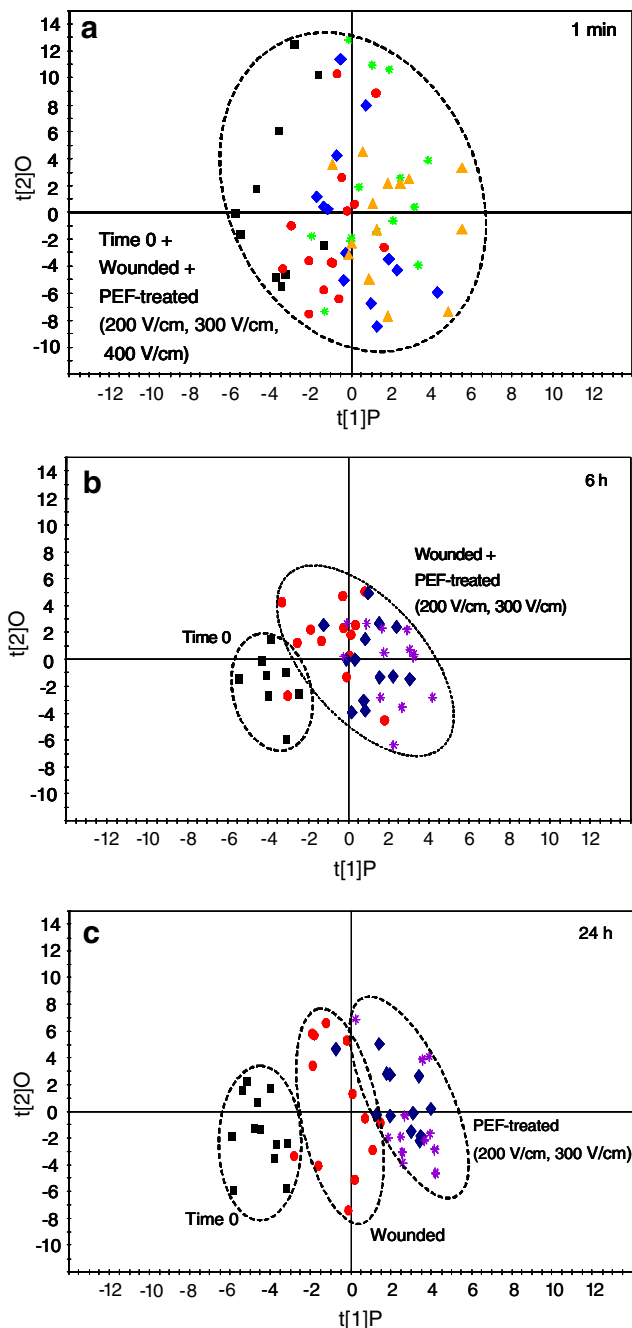 a
1 min
14
12
10
8
6
4
2
0
-2
-4
-6
-8
-10
t[2]O
Time 0 +
Wounded +
PEF-treated
(200 V/cm, 300 V/cm,
400 V/cm)
-12 -10 -8 -6 -4 -2 0 2 4 6 8 10 12
t[1]P
b
6 h
14
12
10
8
6
4
2
0
-2
-4
-6
-8
-10
t[2]O
Wounded +
PEF-treated
(200 V/cm, 300 V/cm)
Time 0
-12 -10 -8 -6 -4 -2 0 2 4 6 8 10 12
t[1]P
c
24 h
14
12
10
8
6
4
2
0
-2
-4
-6
-8
-10
t[2]O
PEF-treated
(200 V/cm, 300 V/cm)
Time 0
Wounded
-12 -10 -8 -6 -4 -2 0 2 4 6 8 10 12
t[1]P